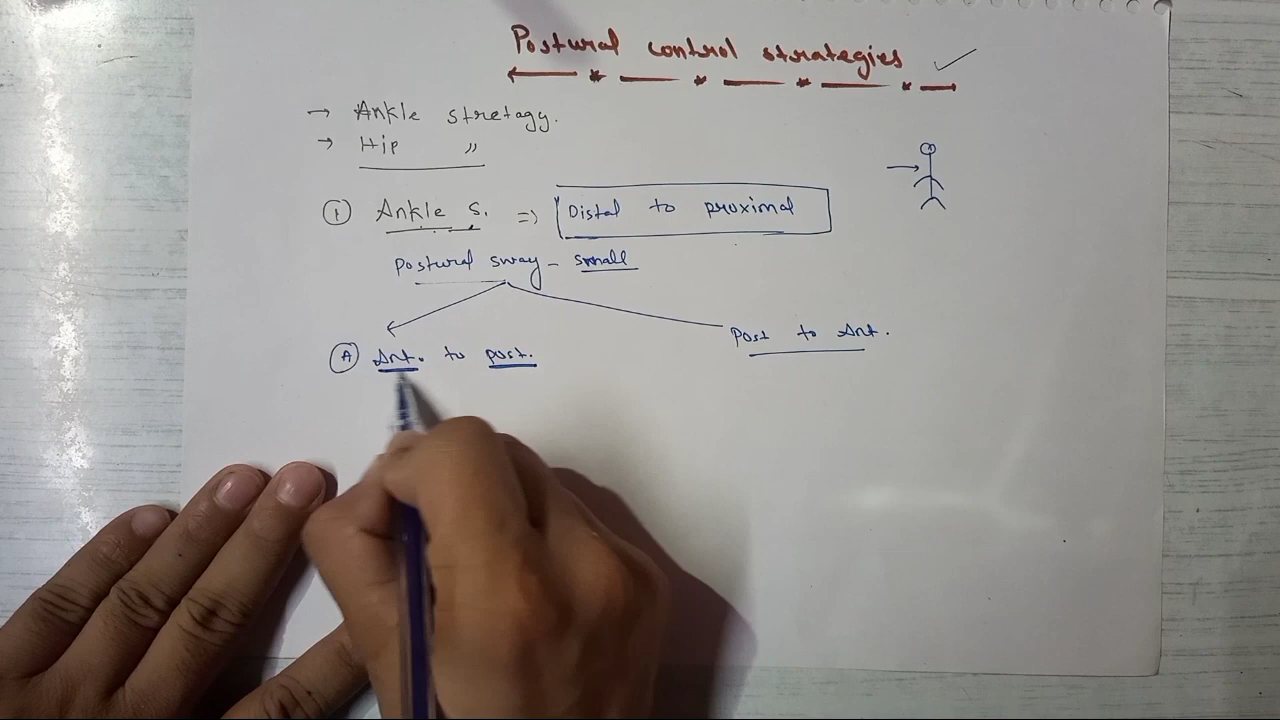 Postural control strategies
→ Ankle stretagy.
→ Hip "
① Ankle S. => Distal to proximal
Postural sway - small
Ⓐ Ant. to post.
Post to Ant.